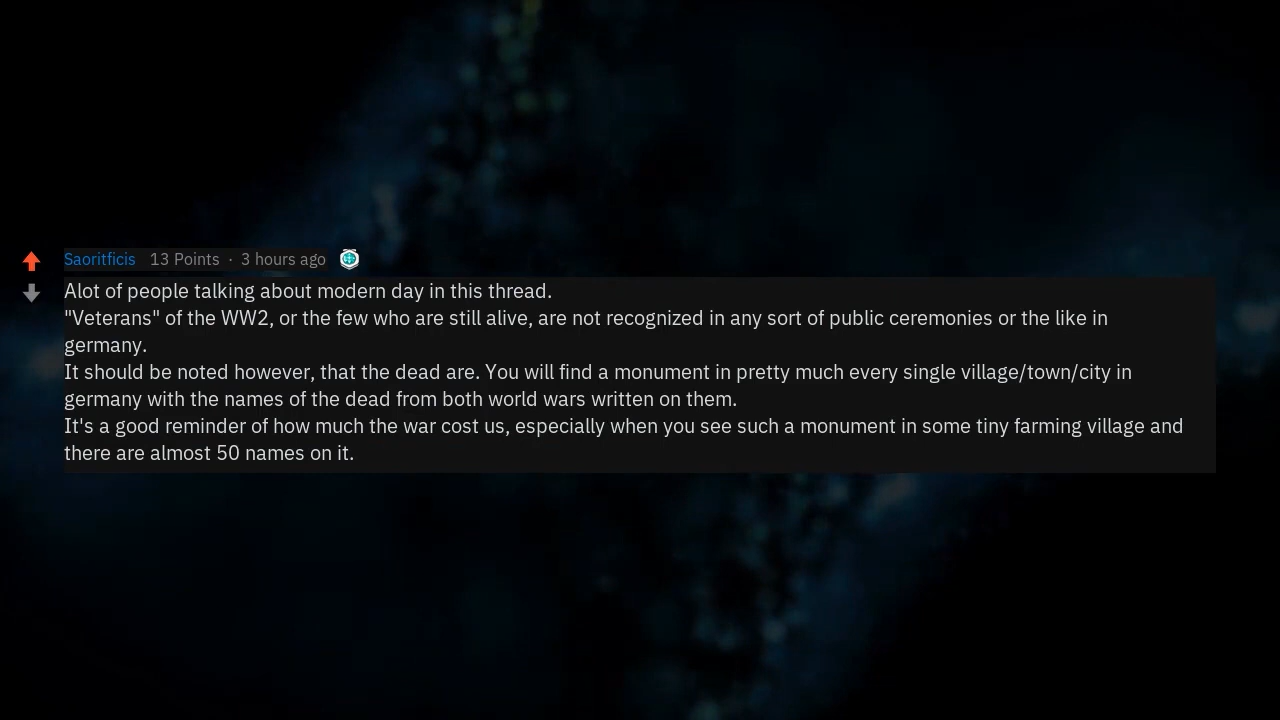 Saoritficis 13 Points · 3 hours ago
Alot of people talking about modern day in this thread.
"Veterans" of the WW2, or the few who are still alive, are not recognized in any sort of public ceremonies or the like in
germany.
It should be noted however, that the dead are. You will find a monument in pretty much every single village/town/city in
germany with the names of the dead from both world wars written on them.
It's a good reminder of how much the war cost us, especially when you see such a monument in some tiny farming village and
there are almost 50 names on it.